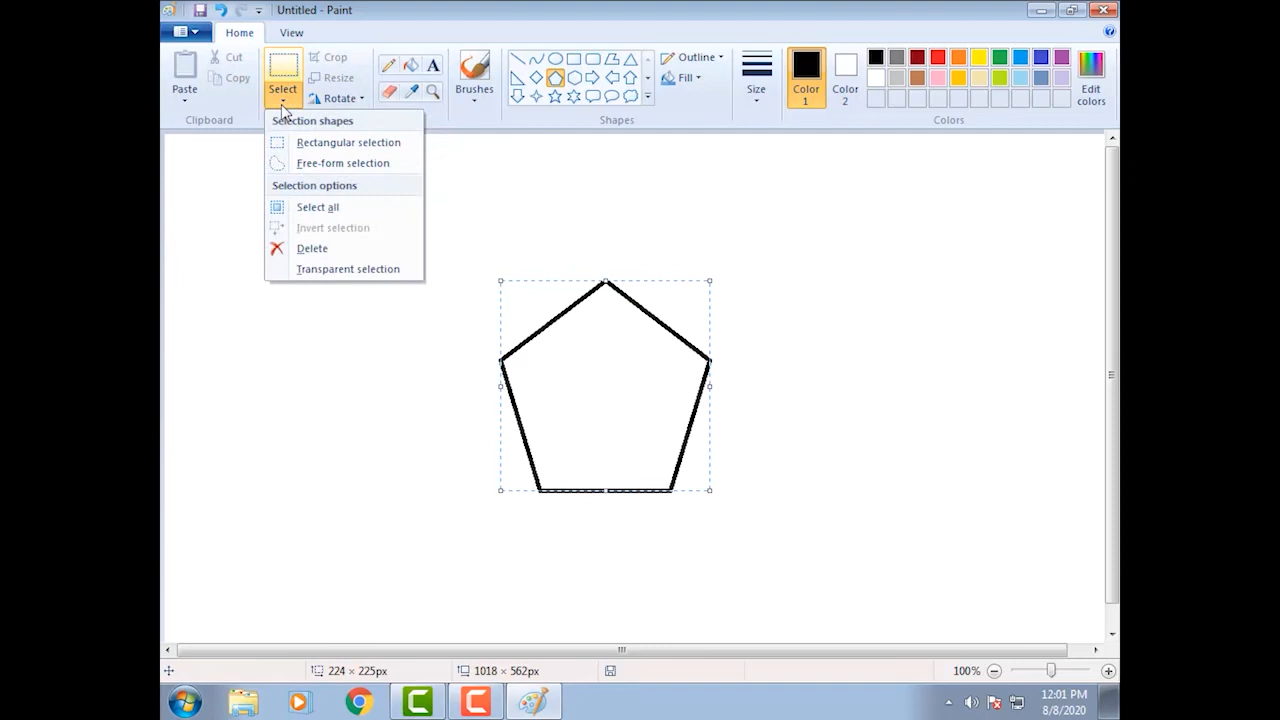 Untitled - Paint
Home View
Paste
Cut
Copy
Clipboard
Select
Crop
Resize
Rotate
A
Brushes
Outline
Fill
Shapes
Size
Color 1
Color 2
Edit colors
Colors
Selection shapes
Rectangular selection
Free-form selection
Selection options
Select all
Invert selection
Delete
Transparent selection
224 × 225px 1018 × 562px 100%
12:01 PM
8/8/2020